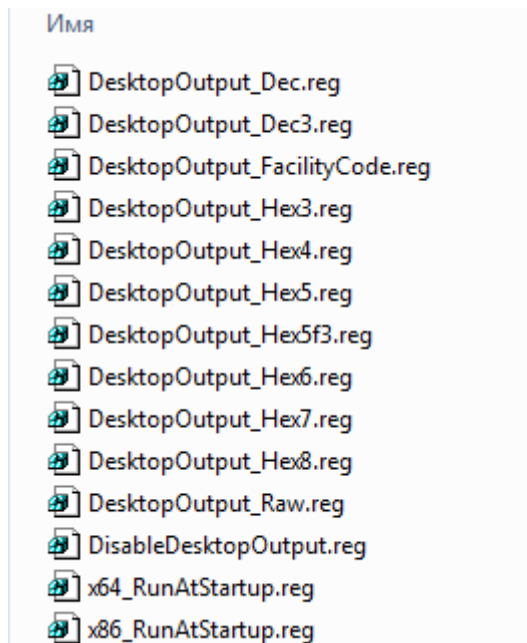 Имя
DesktopOutput_Dec.reg
DesktopOutput_Dec3.reg
DesktopOutput_FacilityCode.reg
DesktopOutput_Hex3.reg
DesktopOutput_Hex4.reg
DesktopOutput_Hex5.reg
DesktopOutput_Hex5f3.reg
DesktopOutput_Hex6.reg
DesktopOutput_Hex7.reg
DesktopOutput_Hex8.reg
DesktopOutput_Raw.reg
DisableDesktopOutput.reg
x64_RunAtStartup.reg
x86_RunAtStartup.reg